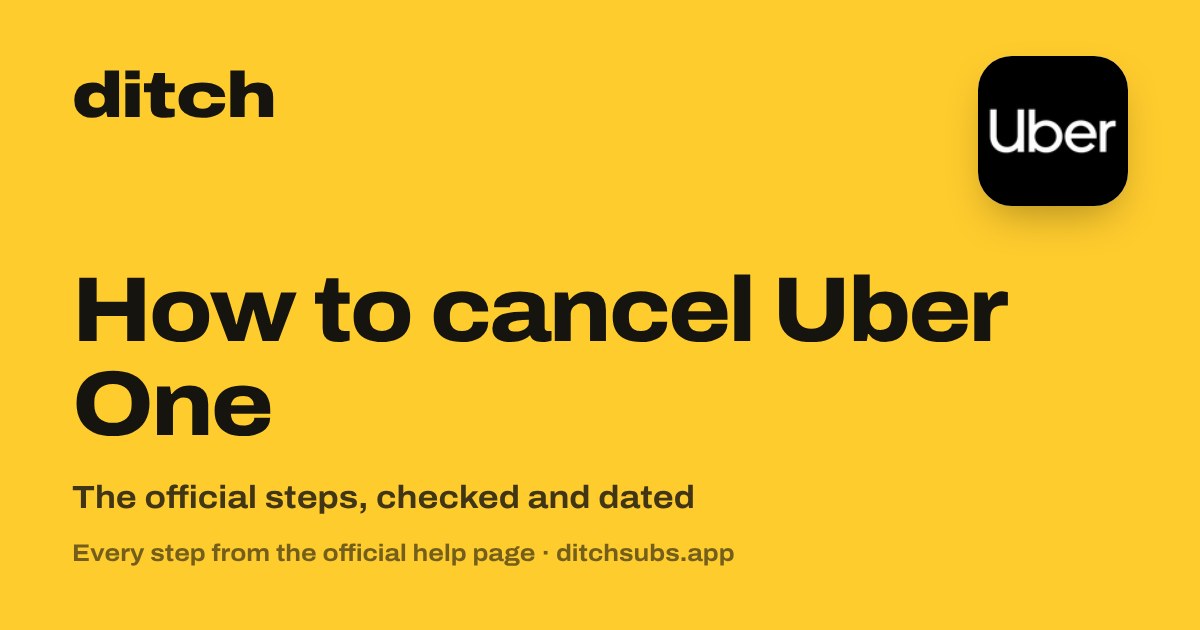 ditch
Uber
How to cancel Uber
One
The official steps, checked and dated
Every step from the official help page · ditchsubs.app